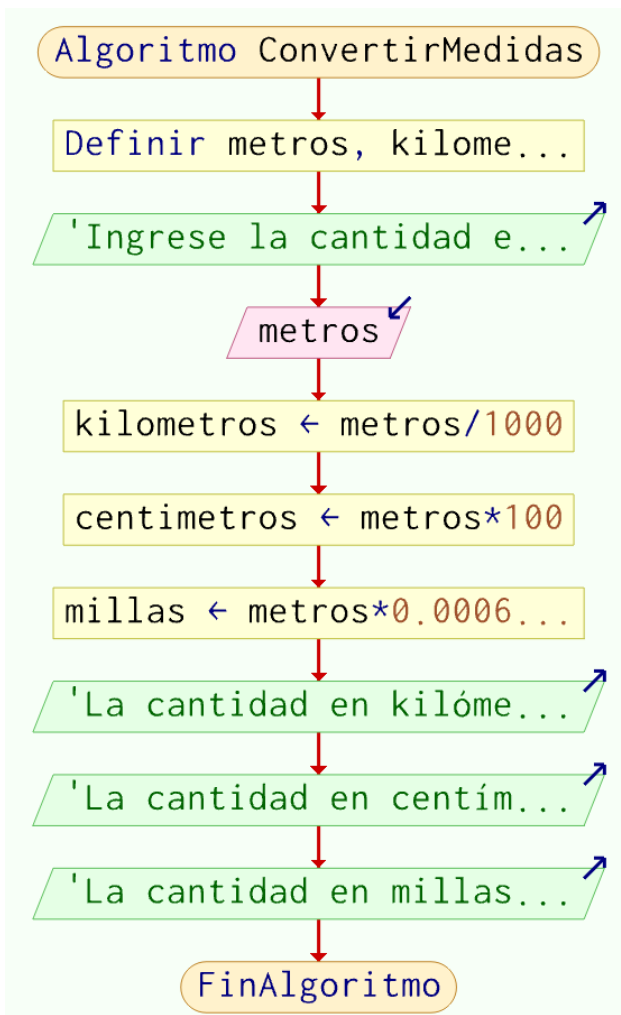 Algoritmo ConvertirMedidas
Definir metros, kilome...
'Ingrese la cantidad e...
metros
kilometros ← metros/1000
centimetros ← metros*100
millas ← metros*0.0006...
'La cantidad en kilóme...
'La cantidad en centím...
'La cantidad en millas...
FinAlgoritmo